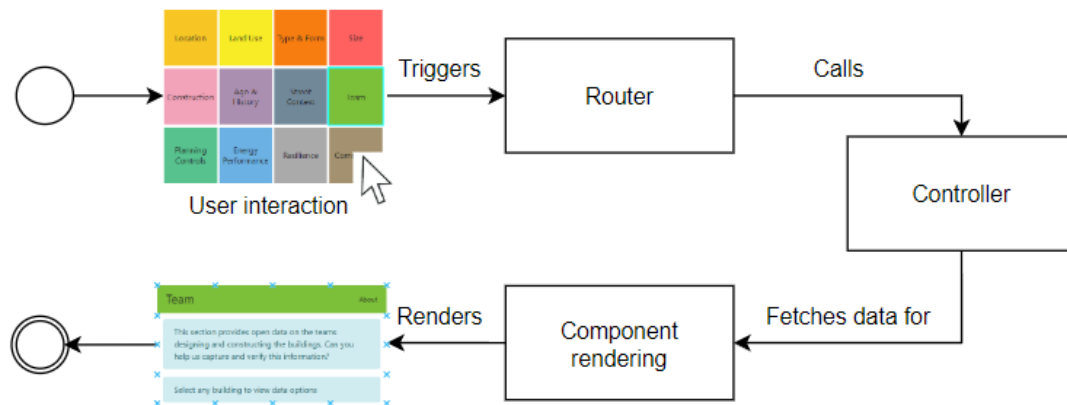 Location
Land Use
Type & Form
Size
Triggers
Router
Calls
Construction
Age &
History
Street
Context
Team
Planning
Controls
Energy
Performance
Resilience
User interaction
Controller
Team
About
This section provides open data on the teams
designing and constructing the buildings. Can you
help us capture and verify this information?
Select any building to view data options
Renders
Component
rendering
Fetches data for